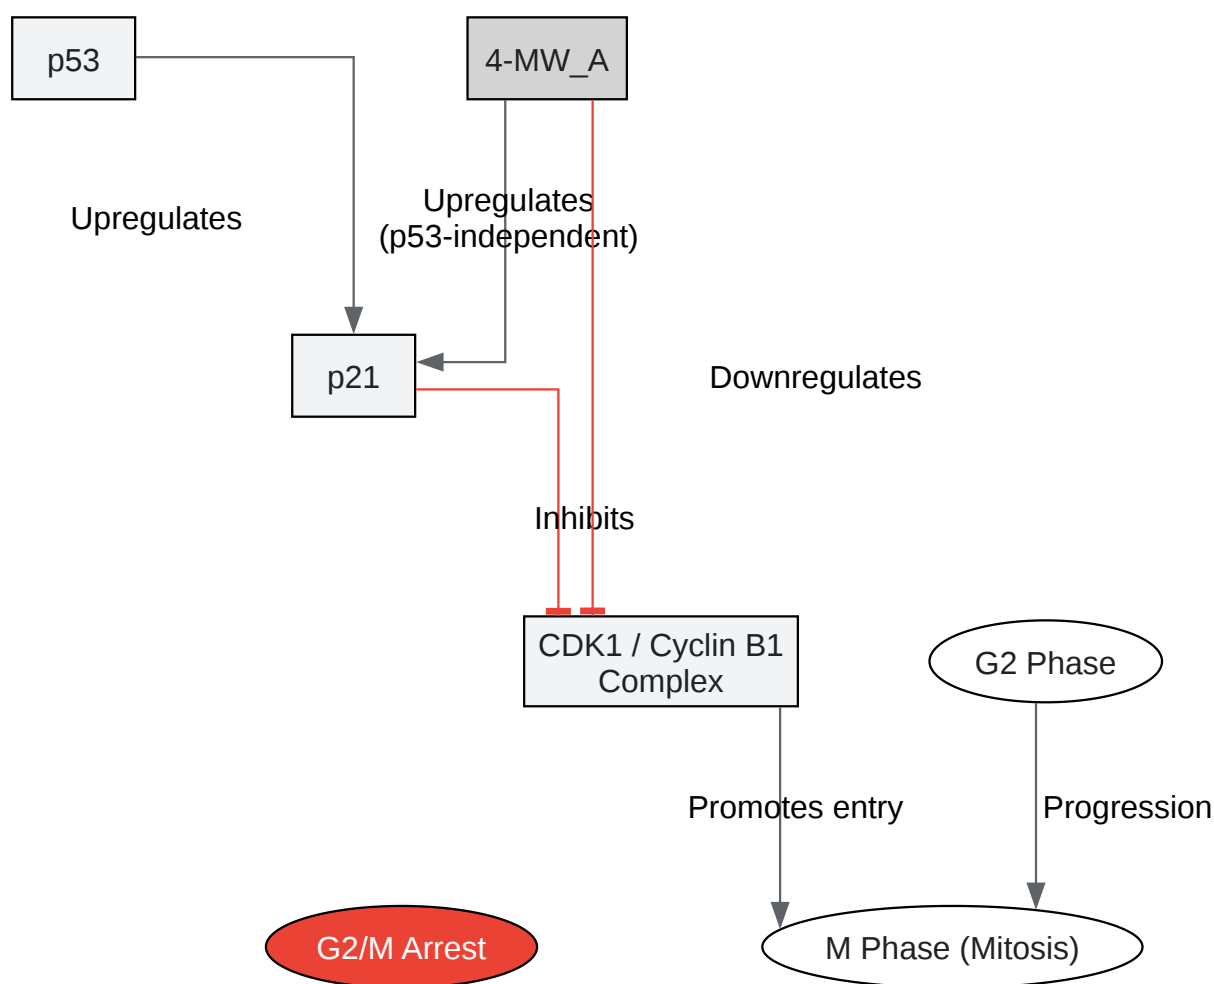 p53
4-MW_A
Upregulates
Upregulates
(p53-independent)
p21
Downregulates
Inhibits
CDK1 / Cyclin B1
Complex
G2 Phase
Promotes entry
Progression
G2/M Arrest
M Phase (Mitosis)